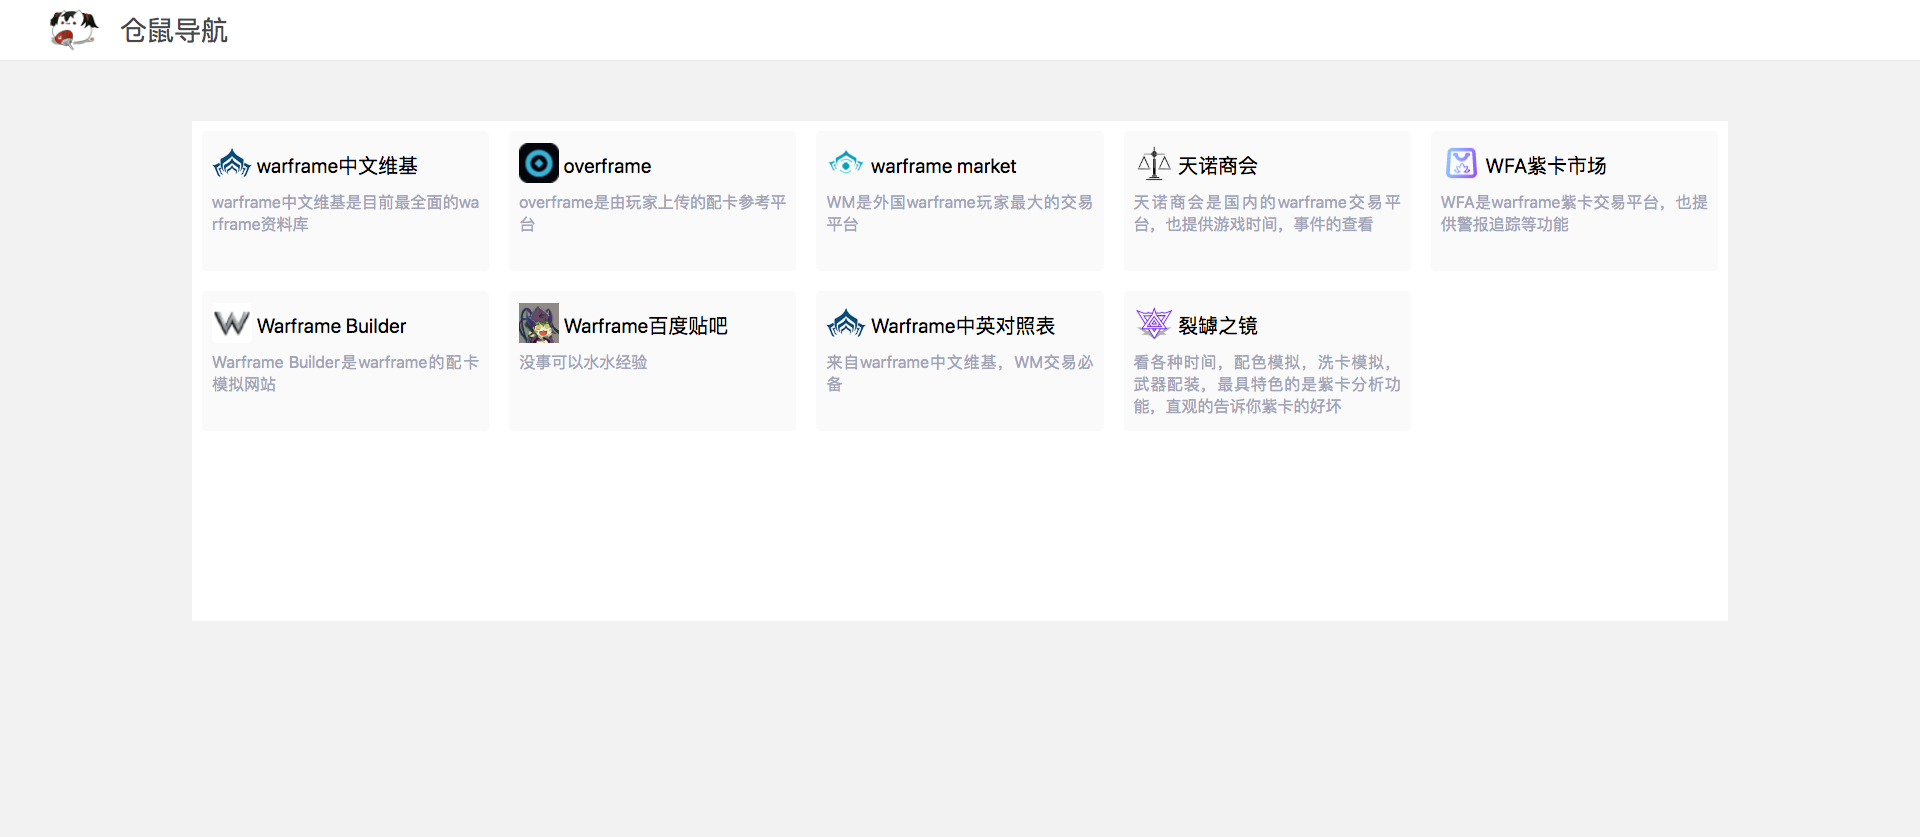 仓鼠导航
warframe中文维基
warframe中文维基是目前最全面的wa
rframe资料库
overframe
overframe是由玩家上传的配卡参考平
台
warframe market
WM是外国warframe玩家最大的交易
平台
天诺商会
天诺商会是国内的warframe交易平
台，也提供游戏时间，事件的查看
WFA紫卡市场
WFA是warframe紫卡交易平台，也提
供警报追踪等功能
Warframe Builder
Warframe Builder是warframe的配卡
模拟网站
Warframe百度贴吧
没事可以水水经验
Warframe中英对照表
来自warframe中文维基，WM交易必
备
裂罅之镜
看各种时间，配色模拟，洗卡模拟，
武器配装，最具特色的是紫卡分析功
能，直观的告诉你紫卡的好坏